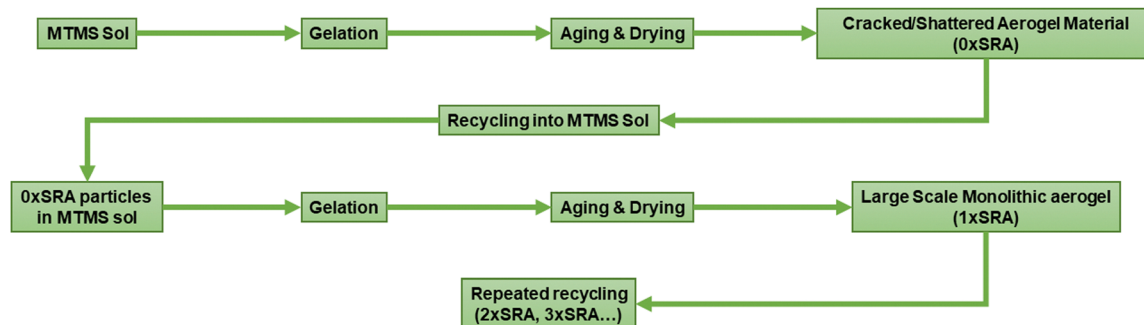 MTMS Sol
Gelation
Aging & Drying
Cracked/Shattered Aerogel Material
(0xSRA)
Recycling into MTMS Sol
0xSRA particles
in MTMS sol
Gelation
Aging & Drying
Large Scale Monolithic aerogel
(1xSRA)
Repeated recycling
(2xSRA, 3xSRA...)